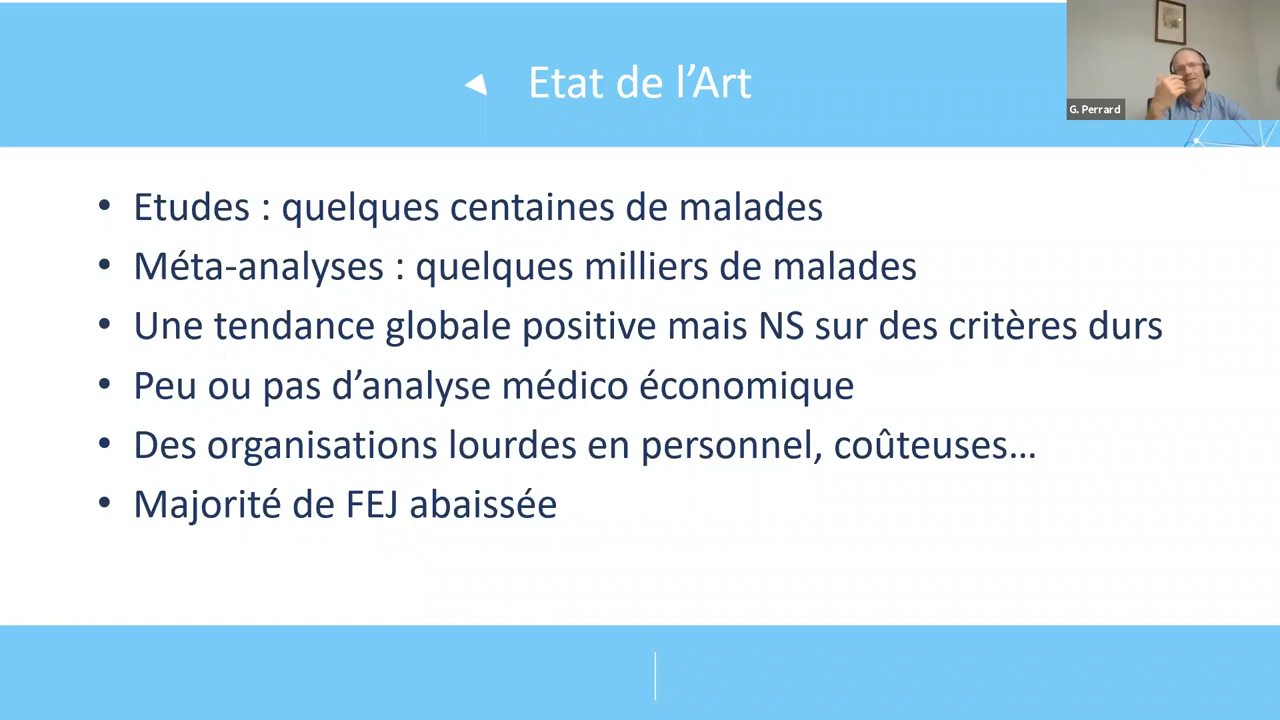 Etat de l’Art
G. Perrard
• Etudes : quelques centaines de malades
• Méta-analyses : quelques milliers de malades
• Une tendance globale positive mais NS sur des critères durs
• Peu ou pas d’analyse médico économique
• Des organisations lourdes en personnel, coûteuses…
• Majorité de FEJ abaissée